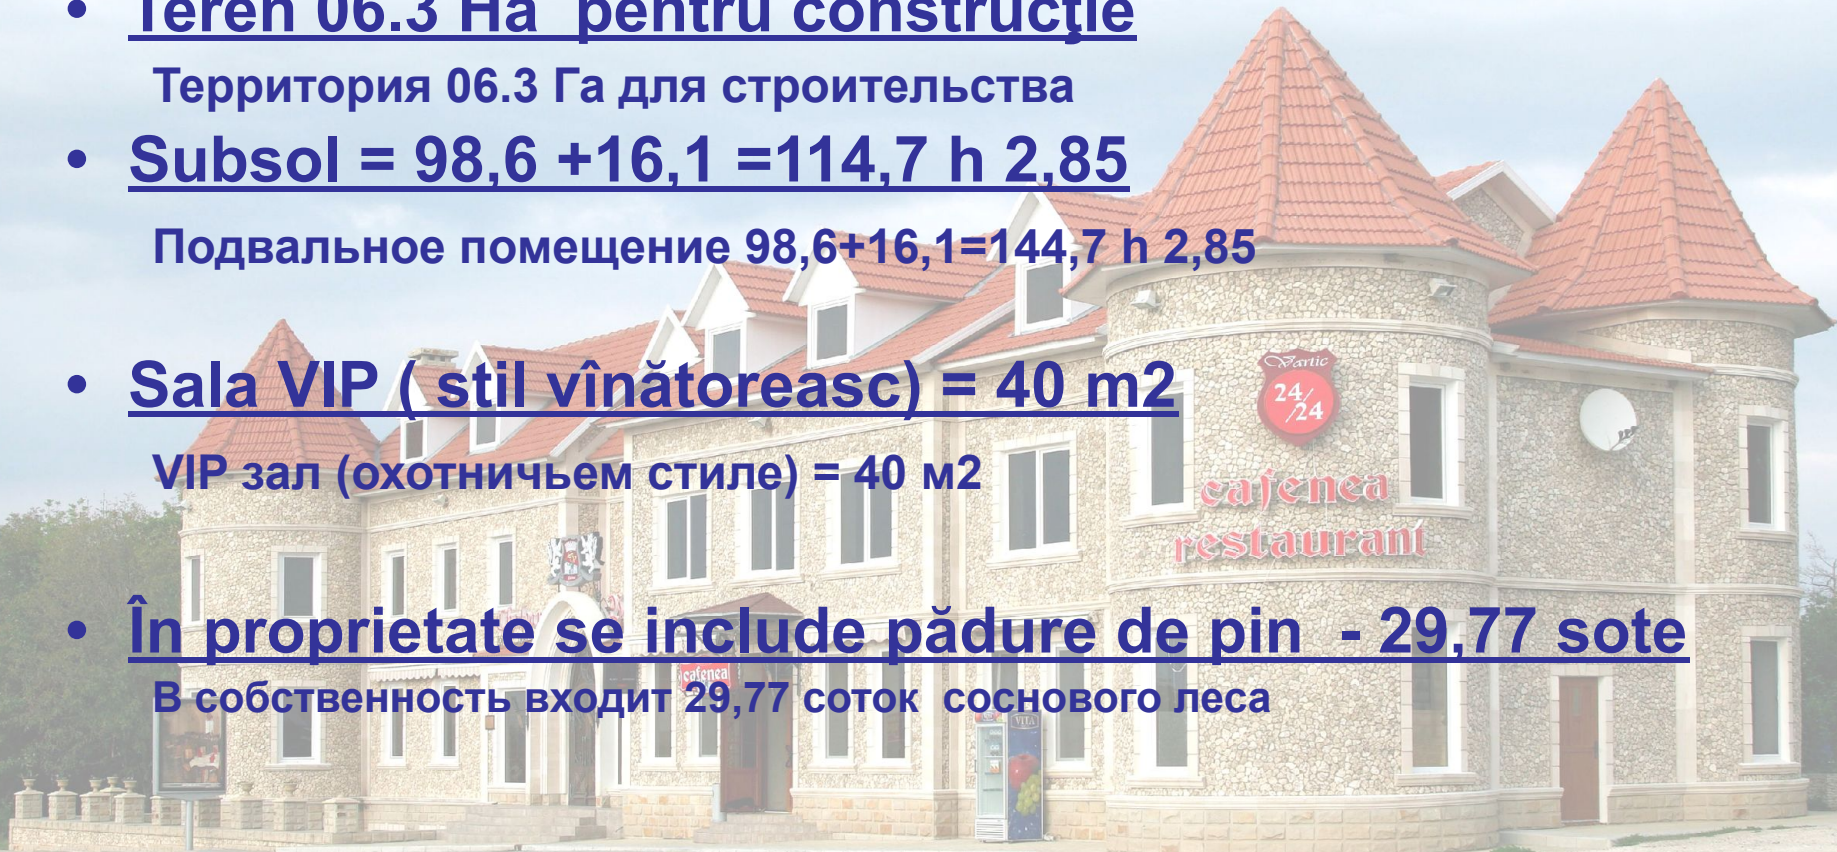 • Teren 06.3 Ha pentru construcţie
Территория 06.3 Га для строительства
• Subsol = 98,6 +16,1 =114,7 h 2,85
Подвальное помещение 98,6+16,1=144,7 h 2,85
• Sala VIP ( stil vînătoreasc) = 40 m2
VIP зал (охотничьем стиле) = 40 м2
Vartic
24/
/24
cafenea
restaurant
• În proprietate se include pădure de pin - 29,77 sote
cafenea
В собственность входит 29,77 соток соснового леса
VITA